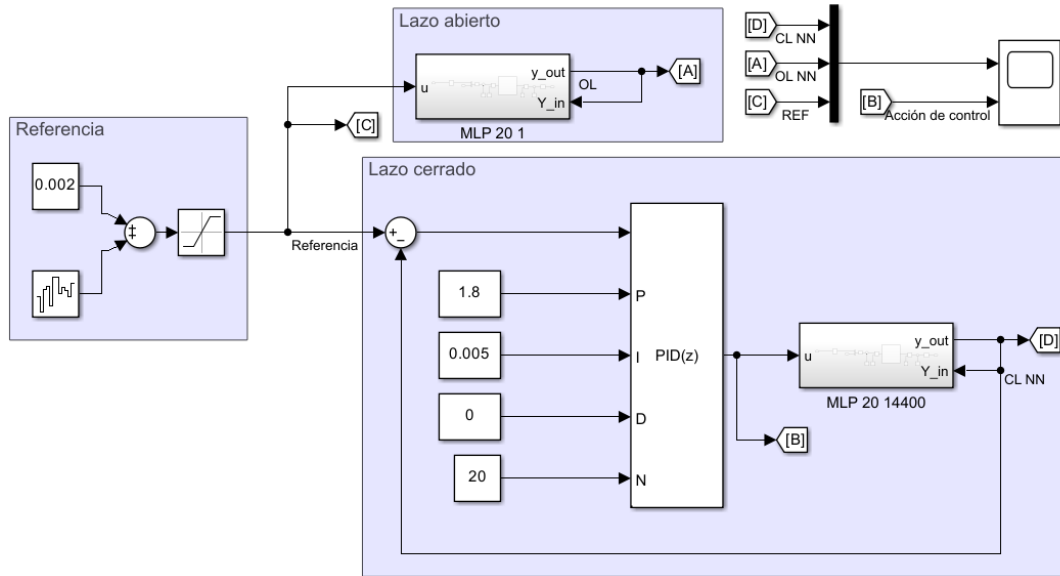 Lazo abierto
u
y_out
Y_in
OL
MLP 20 1
[A]
[C]
[D]
CL NN
[A]
OL NN
[C]
REF
[B]
Acción de control
Referencia
0.002
+
+
Referencia
Lazo cerrado
+
−
1.8
0.005
0
20
P
I
D
N
PID(z)
[B]
u
y_out
Y_in
MLP 20 14400
[D]
CL NN